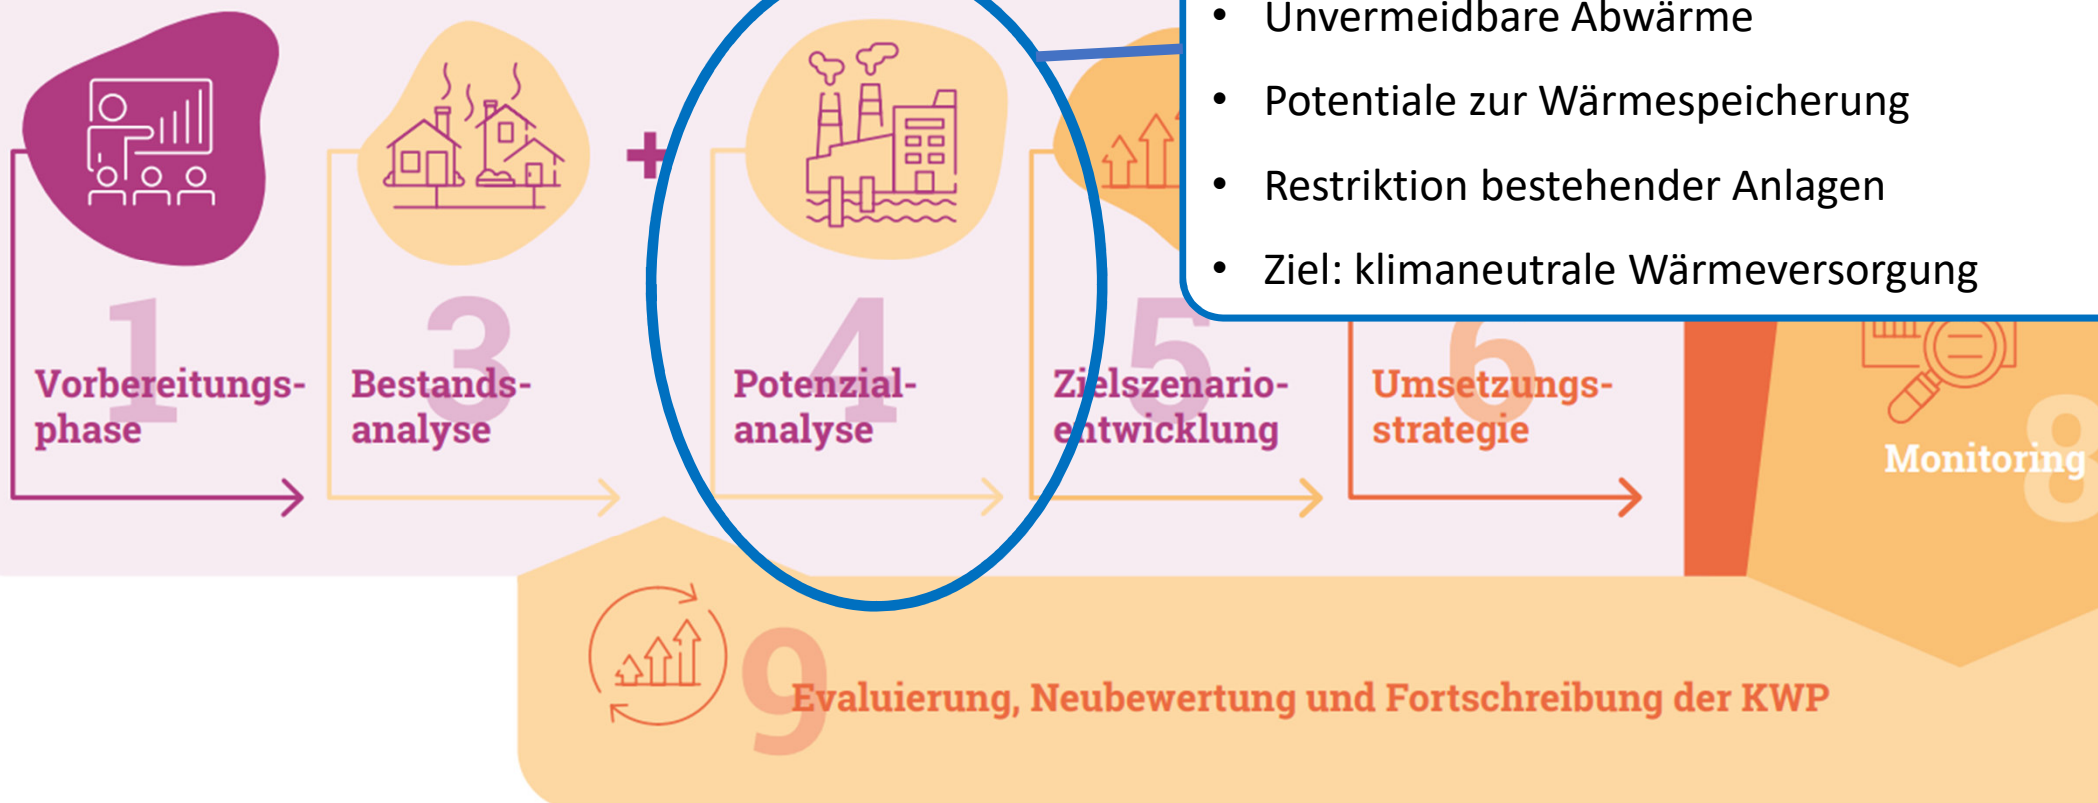 • Unvermeidbare Abwärme
• Potentiale zur Wärmespeicherung
• Restriktion bestehender Anlagen
• Ziel: klimaneutrale Wärmeversorgung
1
Vorbereitungs-
phase
3
Bestands-
analyse
+
4
Potenzial-
analyse
5
Zielszenario-
entwicklung
6
Umsetzungs-
strategie
8
Monitoring
9
Evaluierung, Neubewertung und Fortschreibung der KWP